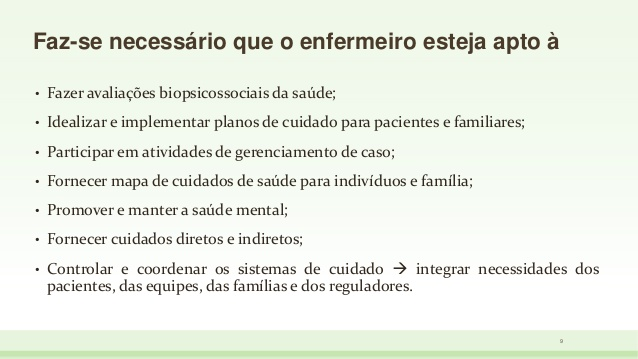 Faz-se necessário que o enfermeiro esteja apto à
• Fazer avaliações biopsicossociais da saúde;
• Idealizar e implementar planos de cuidado para pacientes e familiares;
• Participar em atividades de gerenciamento de caso;
• Fornecer mapa de cuidados de saúde para indivíduos e família;
• Promover e manter a saúde mental;
• Fornecer cuidados diretos e indiretos;
• Controlar e coordenar os sistemas de cuidado → integrar necessidades dos
pacientes, das equipes, das famílias e dos reguladores.